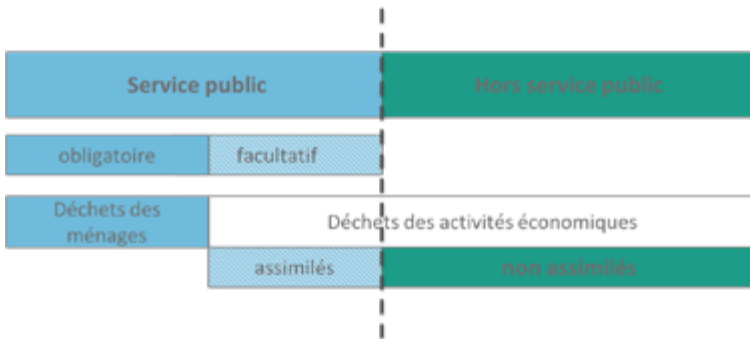 Service public
Hors service public
obligatoire
facultatif
Déchets des
ménages
Déchets des activités économiques
assimilés
non assimilés